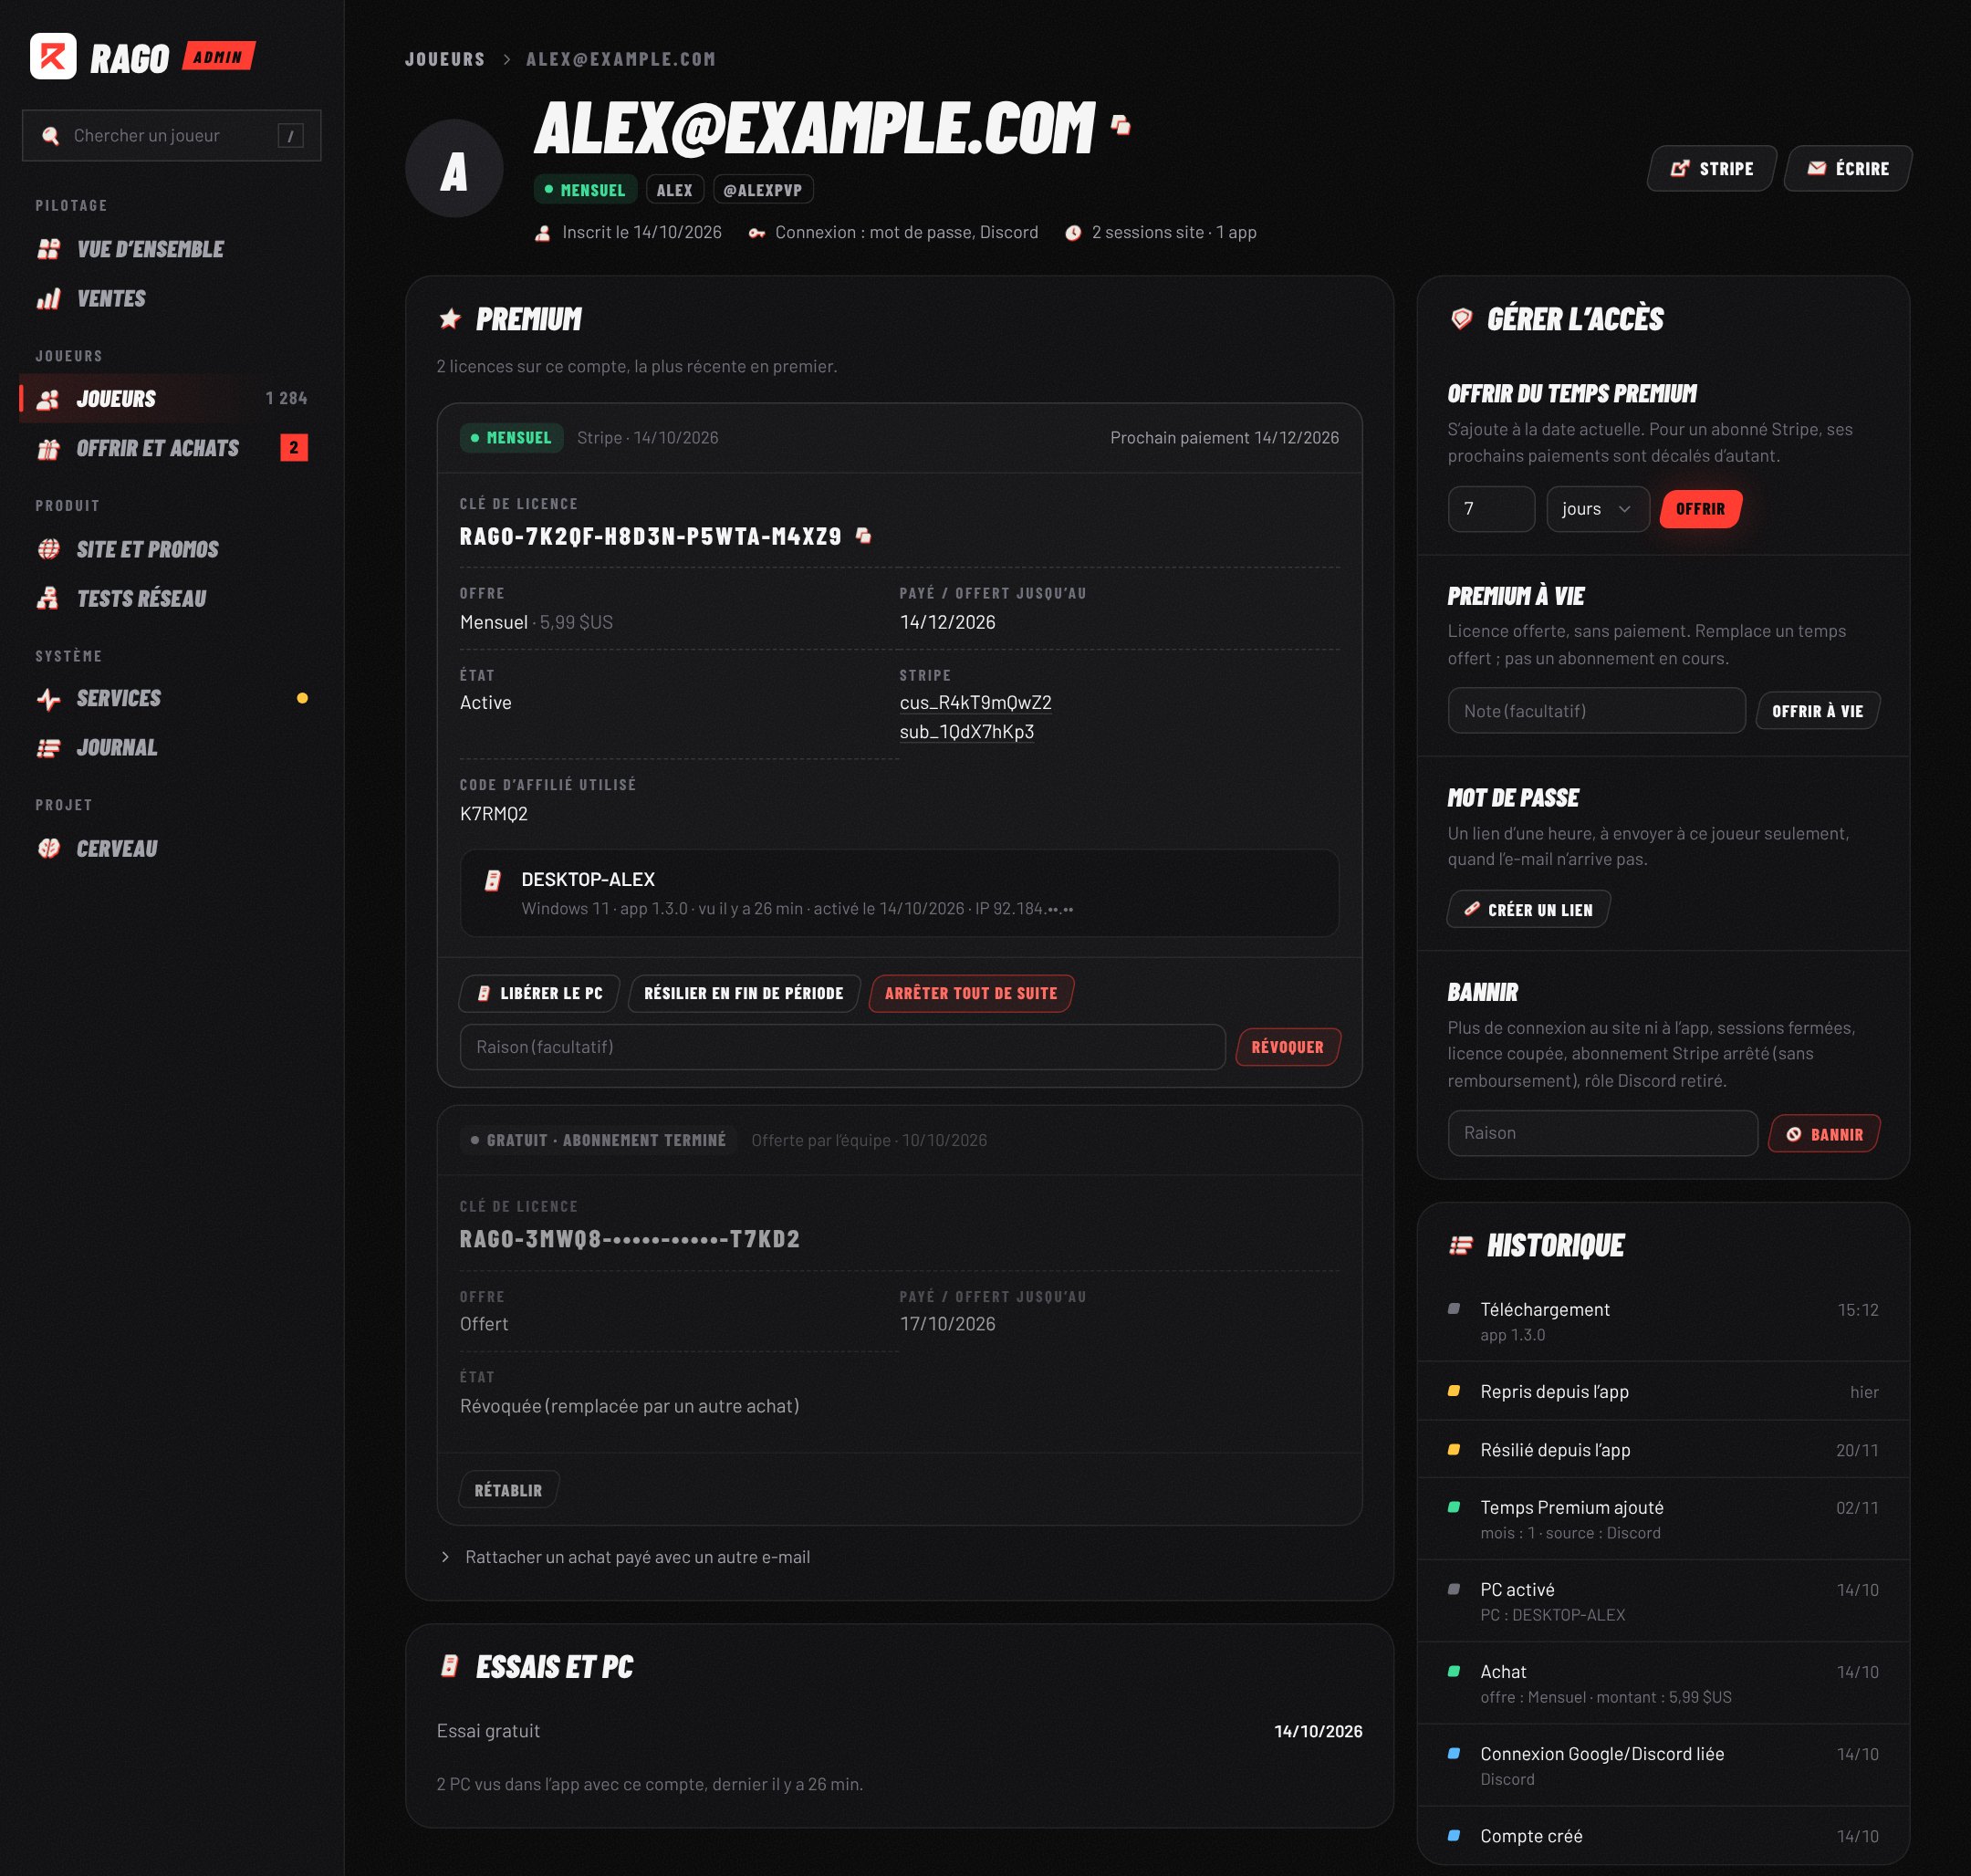 RAGO ADMIN
Chercher un joueur /
PILOTAGE
VUE D’ENSEMBLE
VENTES
JOUEURS
JOUEURS 1 284
OFFRIR ET ACHATS 2
PRODUIT
SITE ET PROMOS
TESTS RÉSEAU
SYSTÈME
SERVICES
JOURNAL
PROJET
CERVEAU
JOUEURS > ALEX@EXAMPLE.COM
A
ALEX@EXAMPLE.COM
MENSUEL ALEX @ALEXPVP
Inscrit le 14/10/2026 Connexion : mot de passe, Discord 2 sessions site · 1 app
STRIPE ÉCRIRE
PREMIUM
2 licences sur ce compte, la plus récente en premier.
MENSUEL Stripe · 14/10/2026 Prochain paiement 14/12/2026
CLÉ DE LICENCE
RAGO-7K2QF-H8D3N-P5WTA-M4XZ9
OFFRE PAYÉ / OFFERT JUSQU’AU
Mensuel · 5,99 $US 14/12/2026
ÉTAT STRIPE
Active cus_R4kT9mQwZ2
sub_1QdX7hKp3
CODE D’AFFILIÉ UTILISÉ
K7RMQ2
DESKTOP-ALEX
Windows 11 · app 1.3.0 · vu il y a 26 min · activé le 14/10/2026 · IP 92.184.••.••
LIBÉRER LE PC RÉSILIER EN FIN DE PÉRIODE ARRÊTER TOUT DE SUITE
Raison (facultatif) RÉVOQUER
GRATUIT · ABONNEMENT TERMINÉ Offerte par l’équipe · 10/10/2026
CLÉ DE LICENCE
RAGO-3MWQ8-•••••-•••••-T7KD2
OFFRE PAYÉ / OFFERT JUSQU’AU
Offert 17/10/2026
ÉTAT
Révoquée (remplacée par un autre achat)
RÉTABLIR
> Rattacher un achat payé avec un autre e-mail
ESSAIS ET PC
Essai gratuit 14/10/2026
2 PC vus dans l’app avec ce compte, dernier il y a 26 min.
GÉRER L’ACCÈS
OFFRIR DU TEMPS PREMIUM
S’ajoute à la date actuelle. Pour un abonné Stripe, ses
prochains paiements sont décalés d’autant.
7 jours OFFRIR
PREMIUM À VIE
Licence offerte, sans paiement. Remplace un temps
offert ; pas un abonnement en cours.
Note (facultatif) OFFRIR À VIE
MOT DE PASSE
Un lien d’une heure, à envoyer à ce joueur seulement,
quand l’e-mail n’arrive pas.
CRÉER UN LIEN
BANNIR
Plus de connexion au site ni à l’app, sessions fermées,
licence coupée, abonnement Stripe arrêté (sans
remboursement), rôle Discord retiré.
Raison BANNIR
HISTORIQUE
Téléchargement 15:12
app 1.3.0
Repris depuis l’app hier
Résilié depuis l’app 20/11
Temps Premium ajouté 02/11
mois : 1 · source : Discord
PC activé 14/10
PC : DESKTOP-ALEX
Achat 14/10
offre : Mensuel · montant : 5,99 $US
Connexion Google/Discord liée 14/10
Discord
Compte créé 14/10